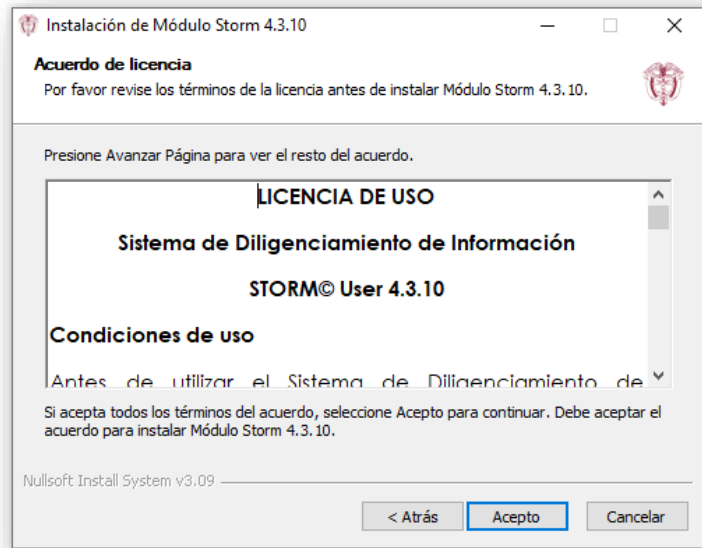 Instalación de Módulo Storm 4.3.10
Acuerdo de licencia
Por favor revise los términos de la licencia antes de instalar Módulo Storm 4.3.10.
Presione Avanzar Página para ver el resto del acuerdo.
LICENCIA DE USO
Sistema de Diligenciamiento de Información
STORM© User 4.3.10
Condiciones de uso
Antes de utilizar el Sistema de Diligenciamiento de
Si acepta todos los términos del acuerdo, seleccione Acepto para continuar. Debe aceptar el
acuerdo para instalar Módulo Storm 4.3.10.
Nullsoft Install System v3.09
< Atrás Acepto Cancelar